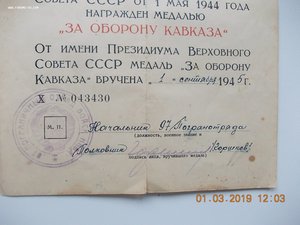 СОВЕТА СССР ОТ 1 МАЯ 1944 ГОДА
НАГРАЖДЕН МЕДАЛЬЮ
„ЗА ОБОРОНУ КАВКАЗА“
ОТ ИМЕНИ ПРЕЗИДИУМА ВЕРХОВНОГО
СОВЕТА СССР МЕДАЛЬ „ЗА ОБОРОНУ
КАВКАЗА“ ВРУЧЕНА „1“ сентября 1945 г.
Х № 043430
М. П.
Начальник 97 Погранотряда
(должность, военное звание и
Полковник
подпись лица, вручившего медаль)
01.03.2019 12:03